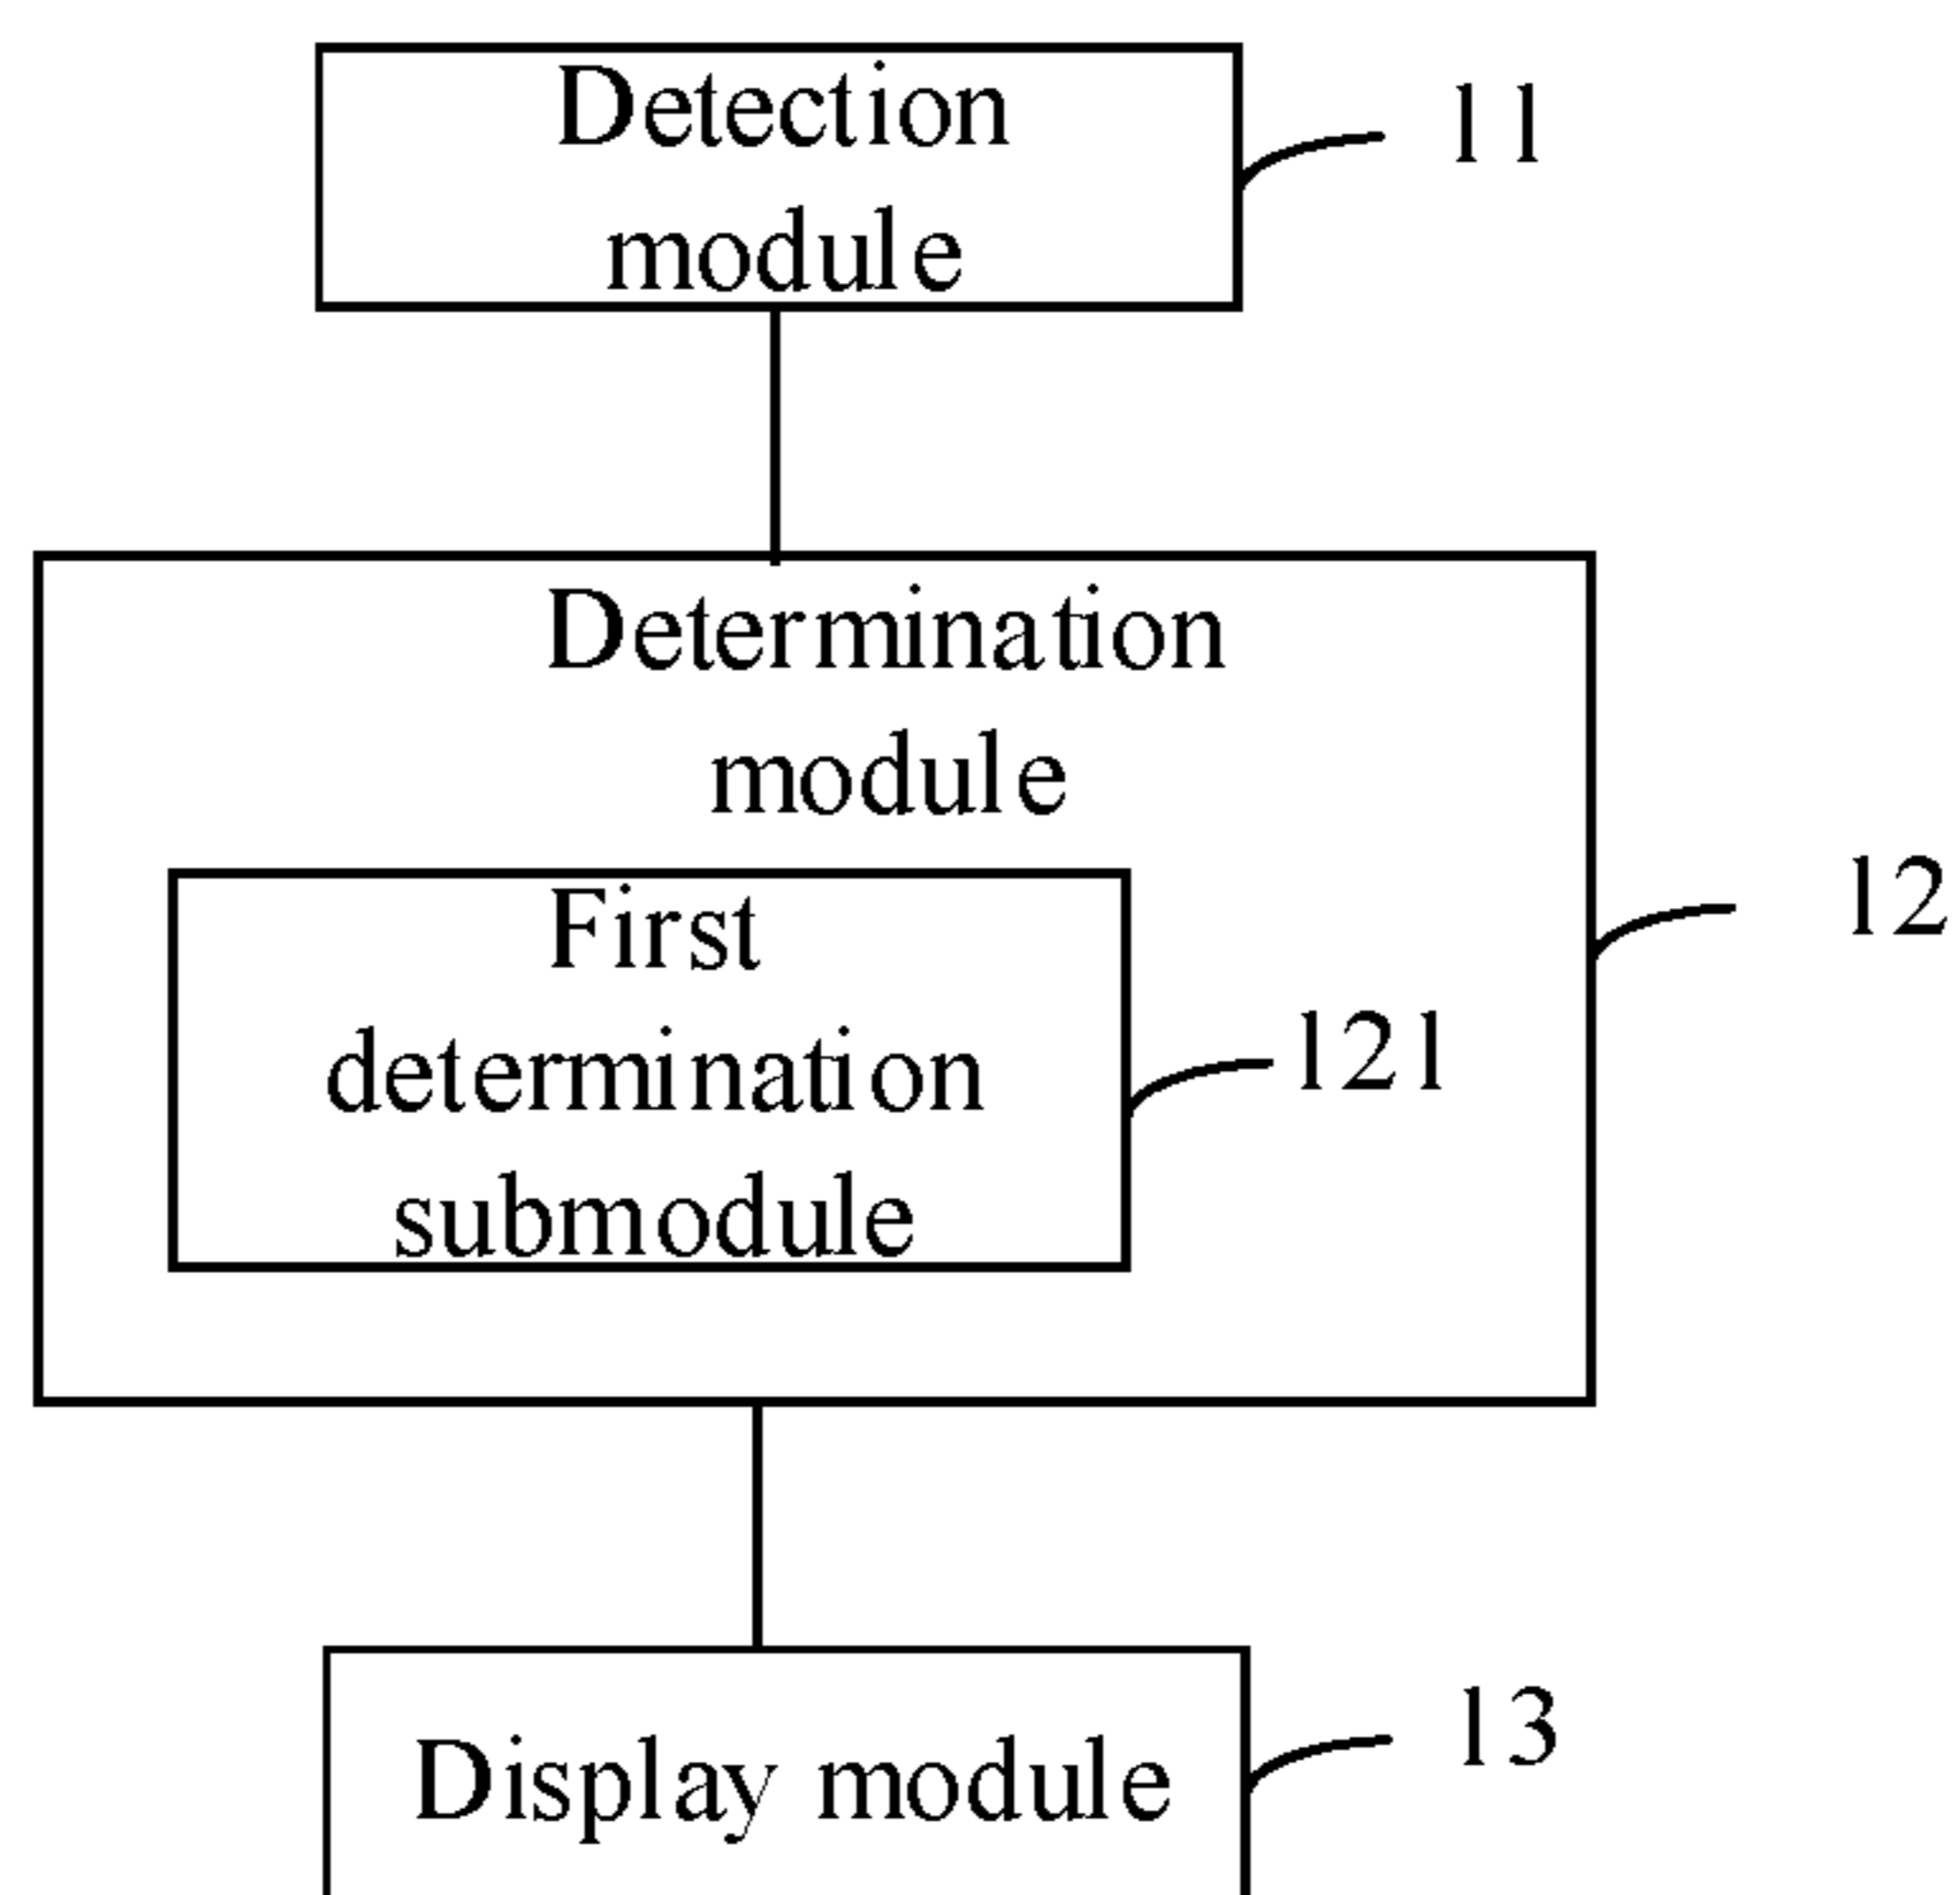 Detection
module
11
Determination
module
12
First
determination
submodule
121
Display module
13